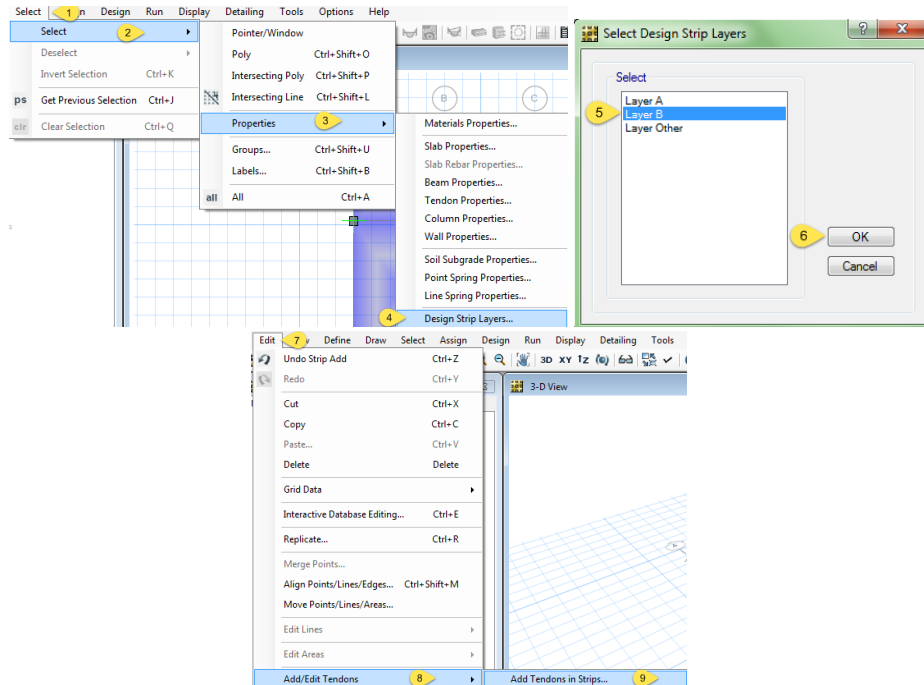 Select 1 n Design Run Display Detailing Tools Options Help
Select 2
Deselect
Invert Selection Ctrl+K
ps Get Previous Selection Ctrl+J
clr Clear Selection Ctrl+Q
Pointer/Window
Poly Ctrl+Shift+O
Intersecting Poly Ctrl+Shift+P
Intersecting Line Ctrl+Shift+L
Properties 3
Groups... Ctrl+Shift+U
Labels... Ctrl+Shift+B
all All Ctrl+A
B C
Materials Properties...
Slab Properties...
Slab Rebar Properties...
Beam Properties...
Tendon Properties...
Column Properties...
Wall Properties...
Soil Subgrade Properties...
Point Spring Properties...
Line Spring Properties...
4 Design Strip Layers...
Select Design Strip Layers ? X
Select
Layer A
5 Layer B
Layer Other
6 OK
Cancel
Edit 7 Define Draw Select Assign Design Run Display Detailing Tools
Undo Strip Add Ctrl+Z
Redo Ctrl+Y
Cut Ctrl+X
Copy Ctrl+C
Paste... Ctrl+V
Delete Delete
Grid Data
Interactive Database Editing... Ctrl+E
Replicate... Ctrl+R
Merge Points...
Align Points/Lines/Edges... Ctrl+Shift+M
Move Points/Lines/Areas...
Edit Lines
Edit Areas
Add/Edit Tendons 8
3D XY
3-D View
Add Tendons in Strips... 9